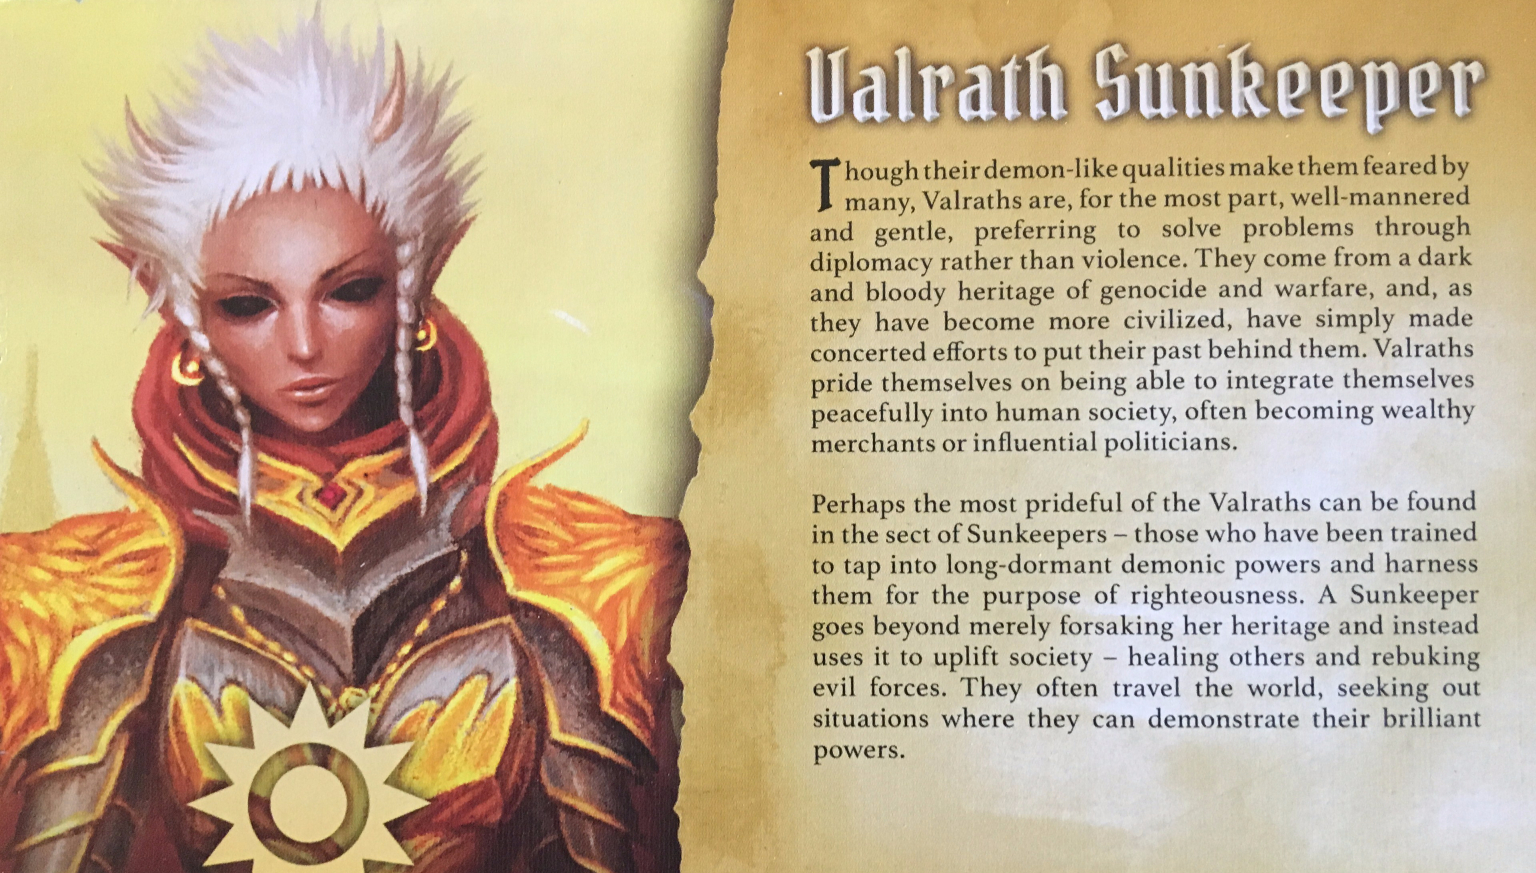 Valrath Sunkeeper
Though their demon-like qualities make them feared by
many, Valraths are, for the most part, well-mannered
and gentle, preferring to solve problems through
diplomacy rather than violence. They come from a dark
and bloody heritage of genocide and warfare, and, as
they have become more civilized, have simply made
concerted efforts to put their past behind them. Valraths
pride themselves on being able to integrate themselves
peacefully into human society, often becoming wealthy
merchants or influential politicians.
Perhaps the most prideful of the Valraths can be found
in the sect of Sunkeepers – those who have been trained
to tap into long-dormant demonic powers and harness
them for the purpose of righteousness. A Sunkeeper
goes beyond merely forsaking her heritage and instead
uses it to uplift society – healing others and rebuking
evil forces. They often travel the world, seeking out
situations where they can demonstrate their brilliant
powers.